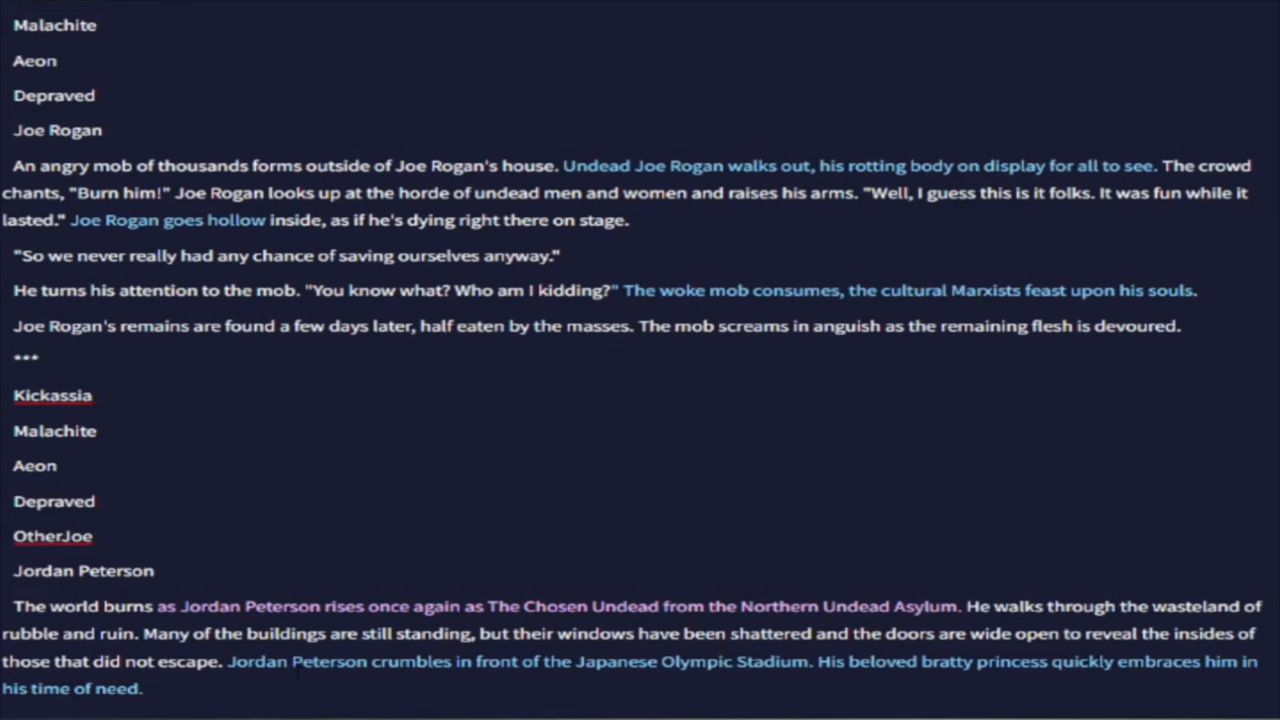 Malachite
Aeon
Depraved
Joe Rogan
An angry mob of thousands forms outside of Joe Rogan's house. Undead Joe Rogan walks out, his rotting body on display for all to see. The crowd
chants, "Burn him!" Joe Rogan looks up at the horde of undead men and women and raises his arms. "Well, I guess this is it folks. It was fun while it
lasted." Joe Rogan goes hollow inside, as if he's dying right there on stage.
"So we never really had any chance of saving ourselves anyway."
He turns his attention to the mob. "You know what? Who am I kidding?" The woke mob consumes, the cultural Marxists feast upon his souls.
Joe Rogan's remains are found a few days later, half eaten by the masses. The mob screams in anguish as the remaining flesh is devoured.
***
Kickassia
Malachite
Aeon
Depraved
OtherJoe
Jordan Peterson
The world burns as Jordan Peterson rises once again as The Chosen Undead from the Northern Undead Asylum. He walks through the wasteland of
rubble and ruin. Many of the buildings are still standing, but their windows have been shattered and the doors are wide open to reveal the insides of
those that did not escape. Jordan Peterson crumbles in front of the Japanese Olympic Stadium. His beloved bratty princess quickly embraces him in
his time of need.